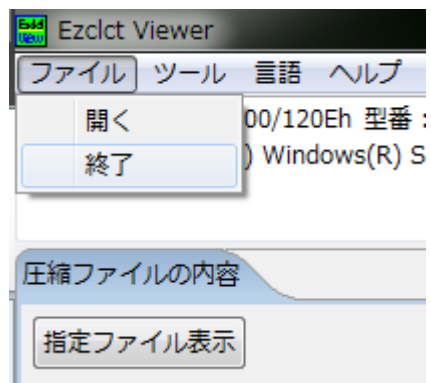 Ezclct Viewer
ファイル ツール 言語 ヘルプ
開く
00/120Eh 型番 :
終了
) Windows(R) S
圧縮ファイルの内容
指定ファイル表示